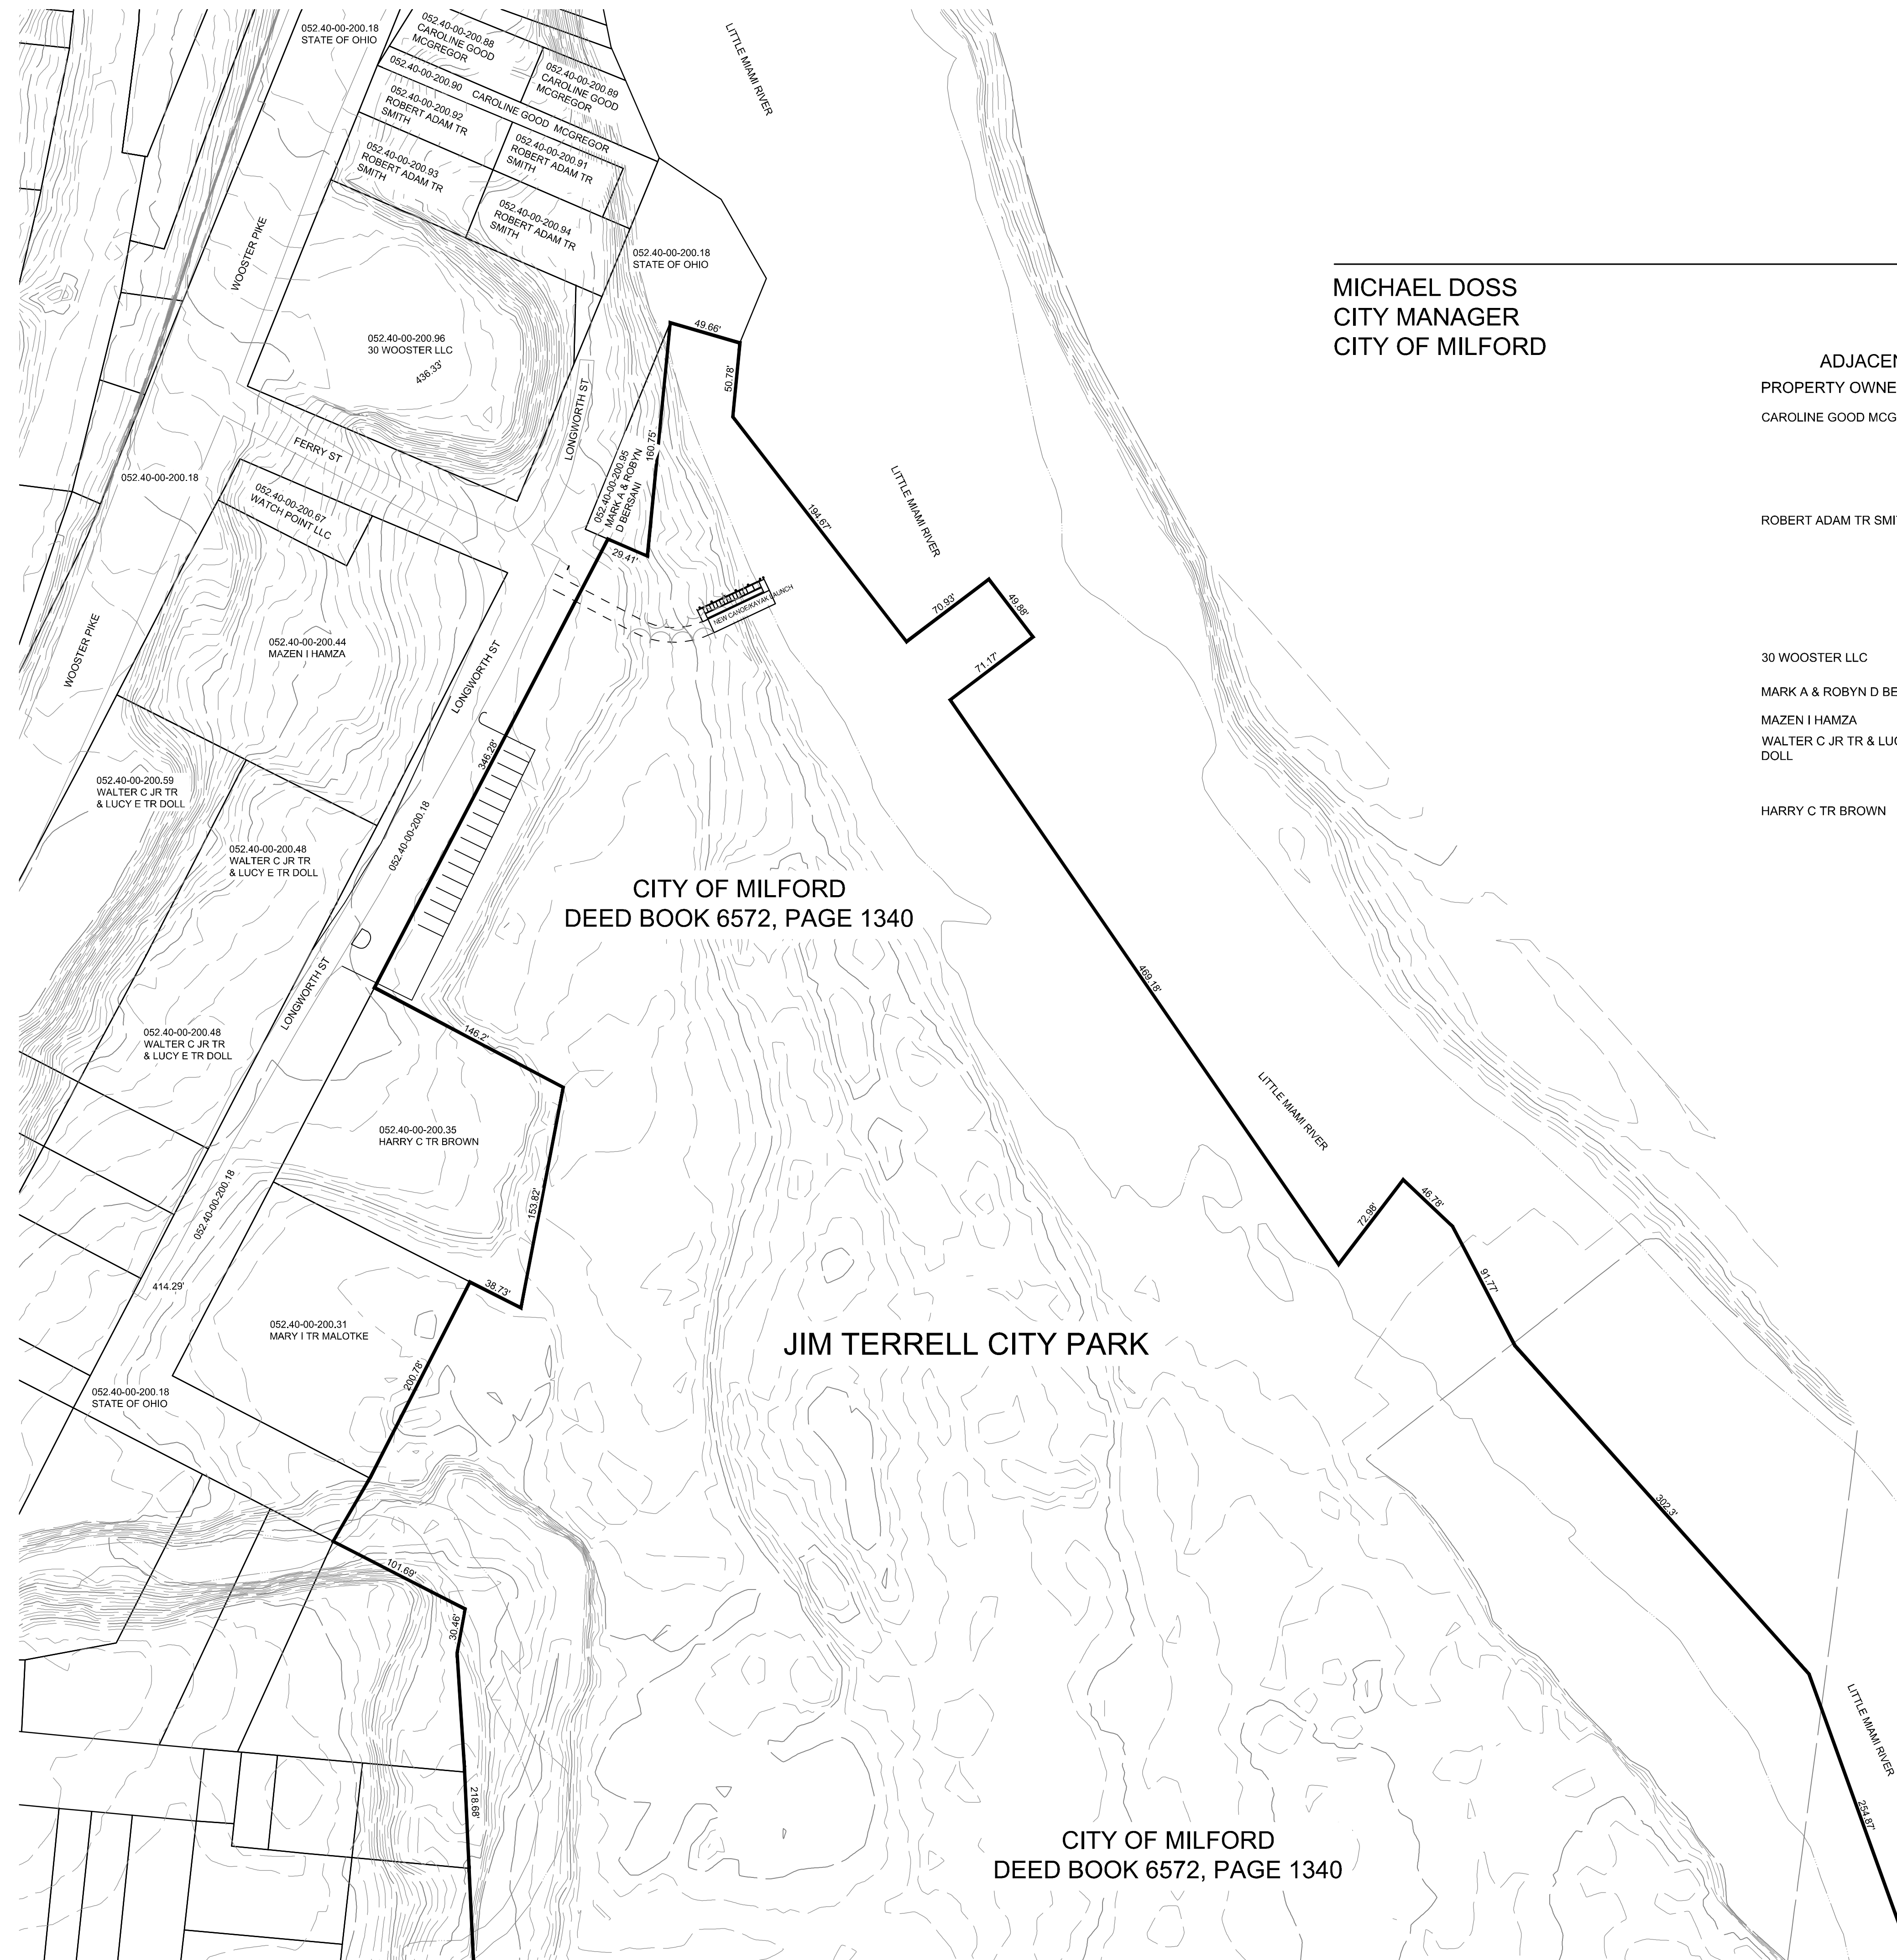 052.40-00-200.18
STATE OF OHIO
052.40-00-200.88
CAROLINE GOOD
MCGREGOR
052.40-00-200.89
CAROLINE GOOD
MCGREGOR
052.40-00-200.90 CAROLINE GOOD MCGREGOR
052.40-00-200.92
ROBERT ADAM TR
SMITH
052.40-00-200.91
ROBERT ADAM TR
SMITH
052.40-00-200.93
ROBERT ADAM TR
SMITH
052.40-00-200.94
ROBERT ADAM TR
SMITH
LITTLE MIAMI RIVER
WOOSTER PIKE
052.40-00-200.18
STATE OF OHIO
MICHAEL DOSS
CITY MANAGER
CITY OF MILFORD
052.40-00-200.96
30 WOOSTER LLC
436.33'
49.66'
50.78'
ADJACEN
PROPERTY OWNE
CAROLINE GOOD MCG
ROBERT ADAM TR SMI
30 WOOSTER LLC
MARK A & ROBYN D BE
MAZEN I HAMZA
WALTER C JR TR & LUC
DOLL
HARRY C TR BROWN
LONGWORTH ST
FERRY ST
160.75'
052.40-00-200.95
MARK A & ROBYN
D BERSANI
052.40-00-200.18
052.40-00-200.67
WATCH POINT LLC
194.67'
LITTLE MIAMI RIVER
29.41'
NEW CANOE/KAYAK LAUNCH
70.93'
49.88'
71.17'
WOOSTER PIKE
052.40-00-200.44
MAZEN I HAMZA
LONGWORTH ST
346.28'
052.40-00-200.59
WALTER C JR TR
& LUCY E TR DOLL
052.40-00-200.18
052.40-00-200.48
WALTER C JR TR
& LUCY E TR DOLL
CITY OF MILFORD
DEED BOOK 6572, PAGE 1340
469.18'
LONGWORTH ST
052.40-00-200.48
WALTER C JR TR
& LUCY E TR DOLL
146.2'
LITTLE MIAMI RIVER
052.40-00-200.35
HARRY C TR BROWN
153.82'
052.40-00-200.18
72.98'
46.78'
91.77'
414.29'
38.73'
052.40-00-200.31
MARY I TR MALOTKE
JIM TERRELL CITY PARK
200.78'
052.40-00-200.18
STATE OF OHIO
302.3'
101.69'
30.46'
LITTLE MIAMI RIVER
218.68'
254.87'
CITY OF MILFORD
DEED BOOK 6572, PAGE 1340